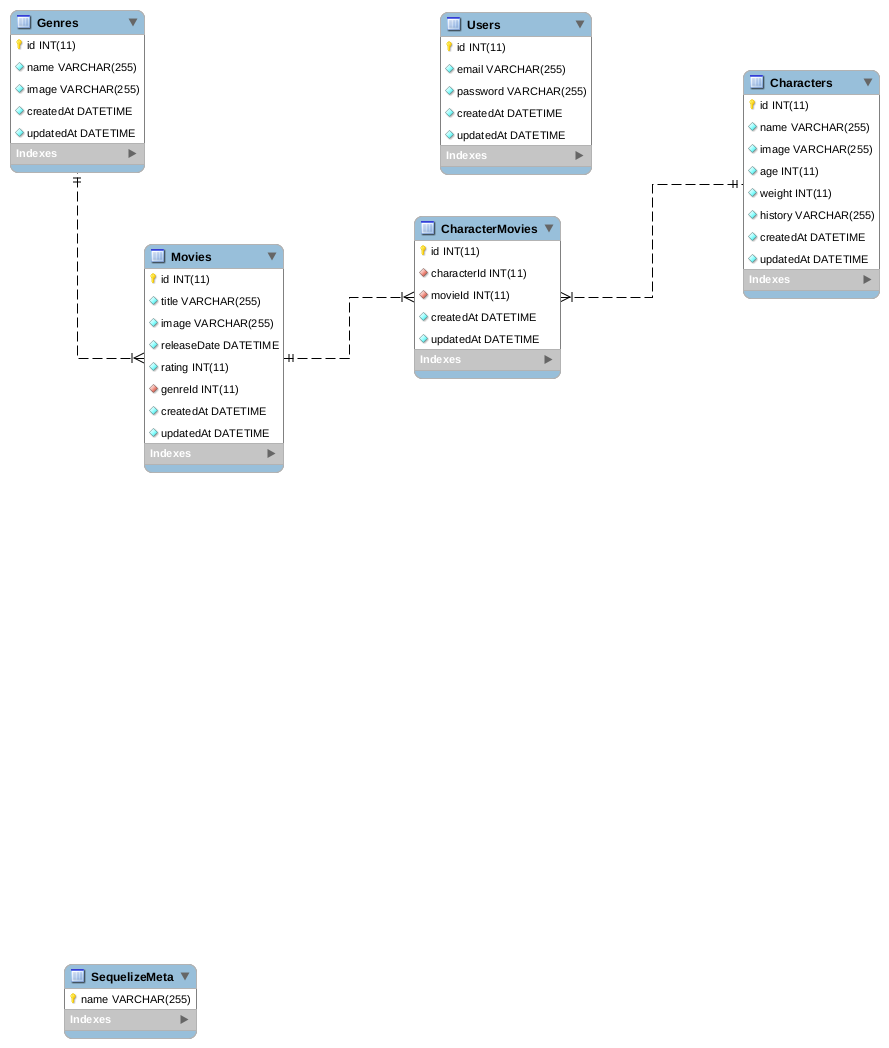 Genres
id INT(11)
name VARCHAR(255)
image VARCHAR(255)
createdAt DATETIME
updatedAt DATETIME
Indexes
Users
id INT(11)
email VARCHAR(255)
password VARCHAR(255)
createdAt DATETIME
updatedAt DATETIME
Indexes
Characters
id INT(11)
name VARCHAR(255)
image VARCHAR(255)
age INT(11)
weight INT(11)
history VARCHAR(255)
createdAt DATETIME
updatedAt DATETIME
Indexes
Movies
id INT(11)
title VARCHAR(255)
image VARCHAR(255)
releaseDate DATETIME
rating INT(11)
genreId INT(11)
createdAt DATETIME
updatedAt DATETIME
Indexes
CharacterMovies
id INT(11)
characterId INT(11)
movieId INT(11)
createdAt DATETIME
updatedAt DATETIME
Indexes
SequelizeMeta
name VARCHAR(255)
Indexes